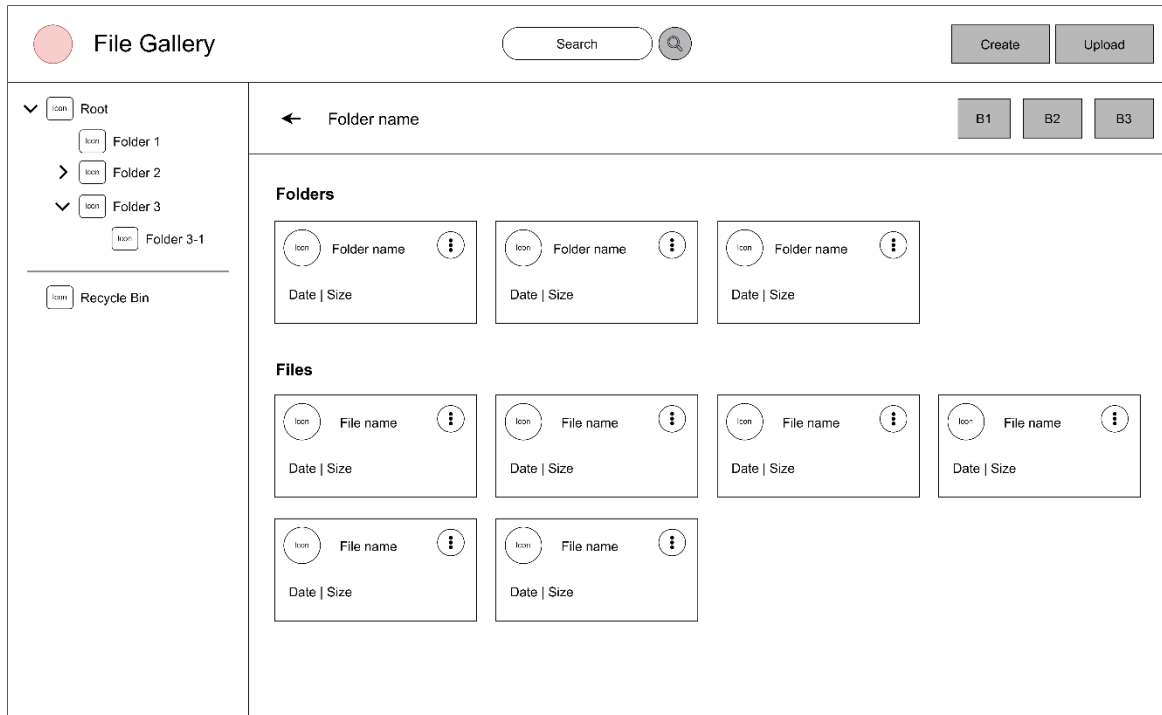 File Gallery
Search
Create
Upload
Icon Root
Icon Folder 1
Icon Folder 2
Icon Folder 3
Icon Folder 3-1
Icon Recycle Bin
Folder name
B1
B2
B3
Folders
Icon Folder name
Date | Size
Icon Folder name
Date | Size
Icon Folder name
Date | Size
Files
Icon File name
Date | Size
Icon File name
Date | Size
Icon File name
Date | Size
Icon File name
Date | Size
Icon File name
Date | Size
Icon File name
Date | Size